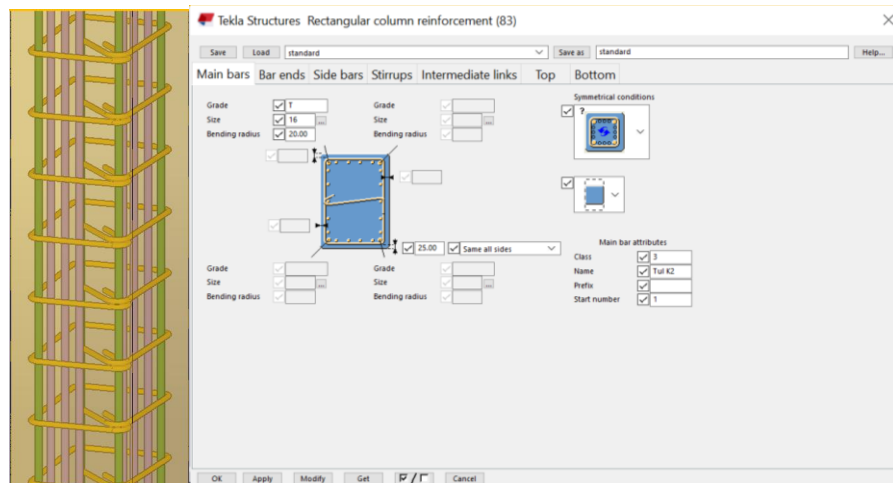 Tekla Structures Rectangular column reinforcement (83)
Save Load standard Save as standard Help...
Main bars Bar ends Side bars Stirrups Intermediate links Top Bottom
Symmetrical conditions
Grade T Grade
Size 16 ... Size ...
Bending radius 20.00 Bending radius
?
25.00 Same all sides
Main bar attributes
Class 3
Name Tul K2
Prefix
Start number 1
Grade Grade
Size ... Size ...
Bending radius Bending radius
OK Apply Modify Get Cancel